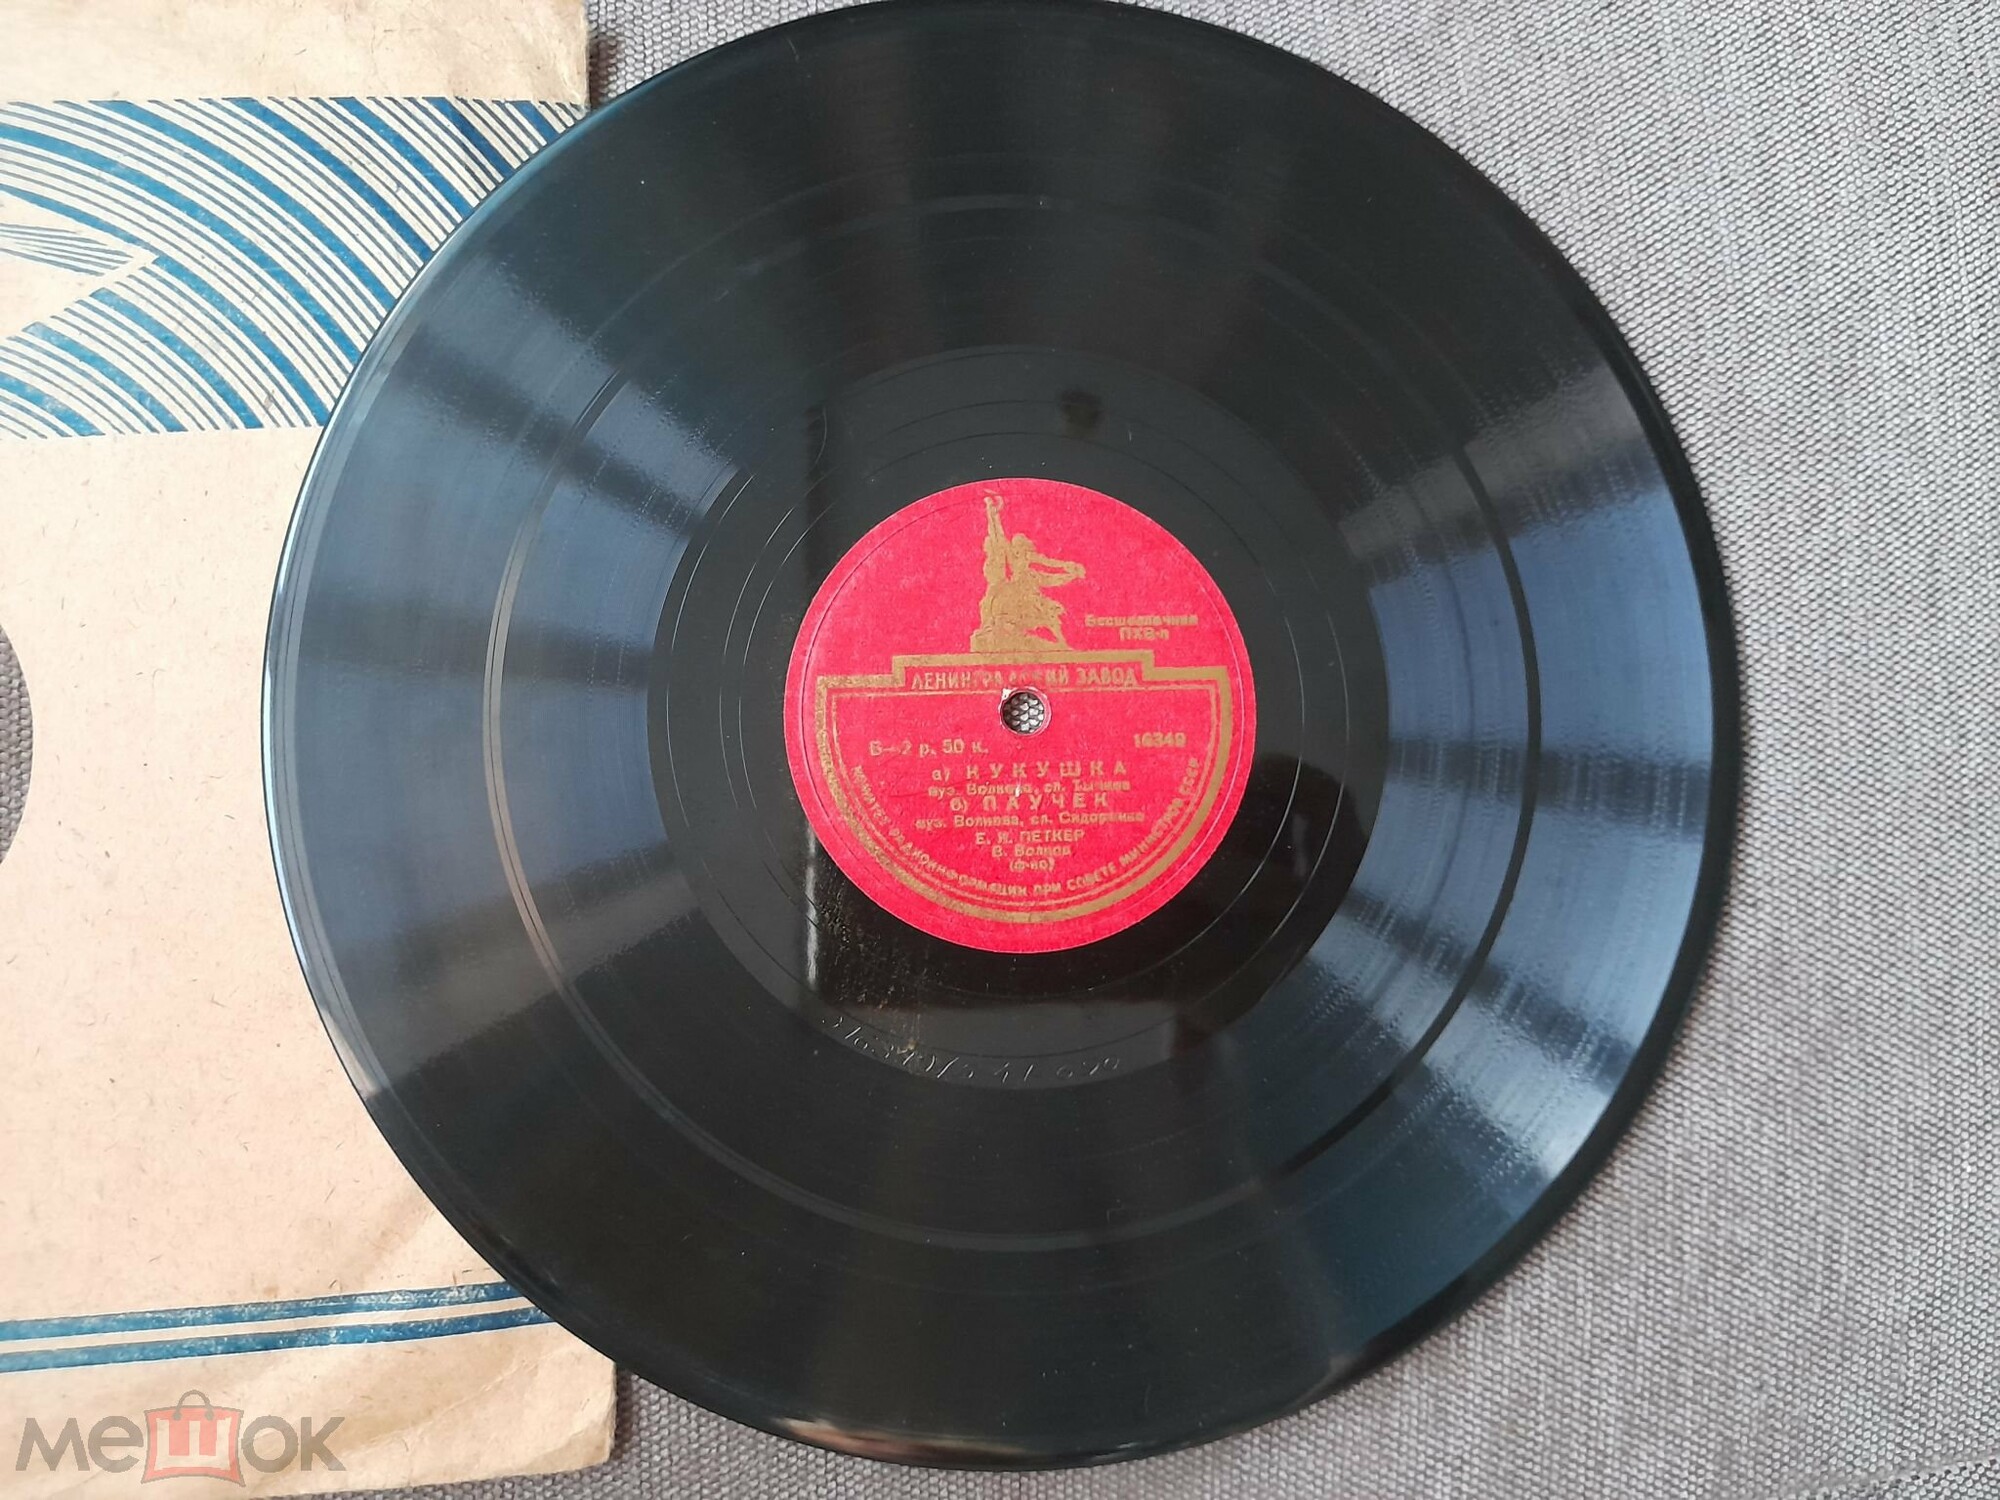 Бесшеллачная
ПХВ-п
ЛЕНИНГРАДСКИЙ ЗАВОД
В—2 р. 50 к. 16349
а) КУКУШКА
муз. Волкова, сл.
б) ПАУЧЕК
муз. Волкова, сл. Сидоренко
Е. Я. ПЕТКЕР
В. Волков
(ф-но)
КОМИТЕТ РАДИОИНФОРМАЦИИ ПРИ СОВЕТЕ МИНИСТРОВ СССР
мешок